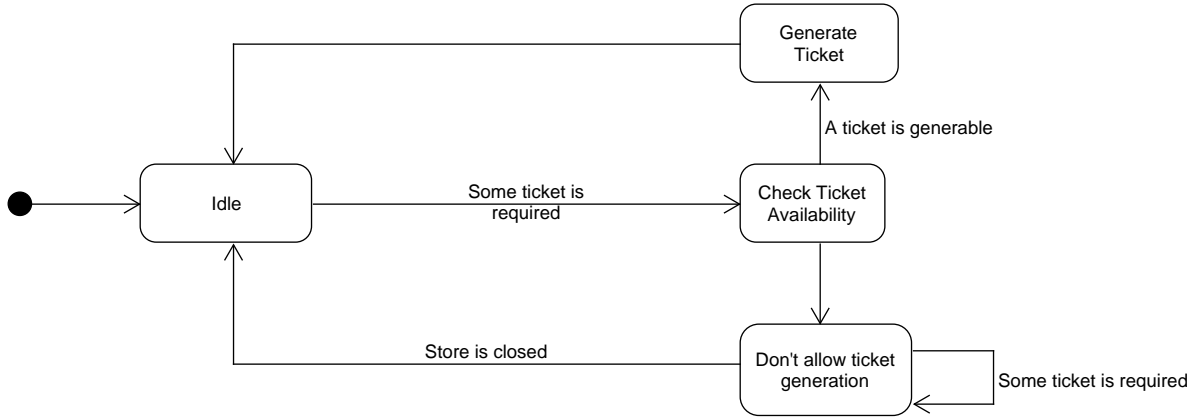 Generate
Ticket
A ticket is generable
Idle
Some ticket is
required
Check Ticket
Availability
Store is closed
Don't allow ticket
generation
Some ticket is required